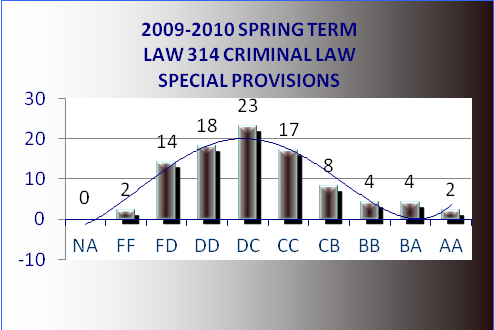 2009-2010 SPRING TERM
LAW 314 CRIMINAL LAW
SPECIAL PROVISIONS
30
20
10
0
-10
0 2 14 18 23 17 8 4 4 2
NA FF FD DD DC CC CB BB BA AA